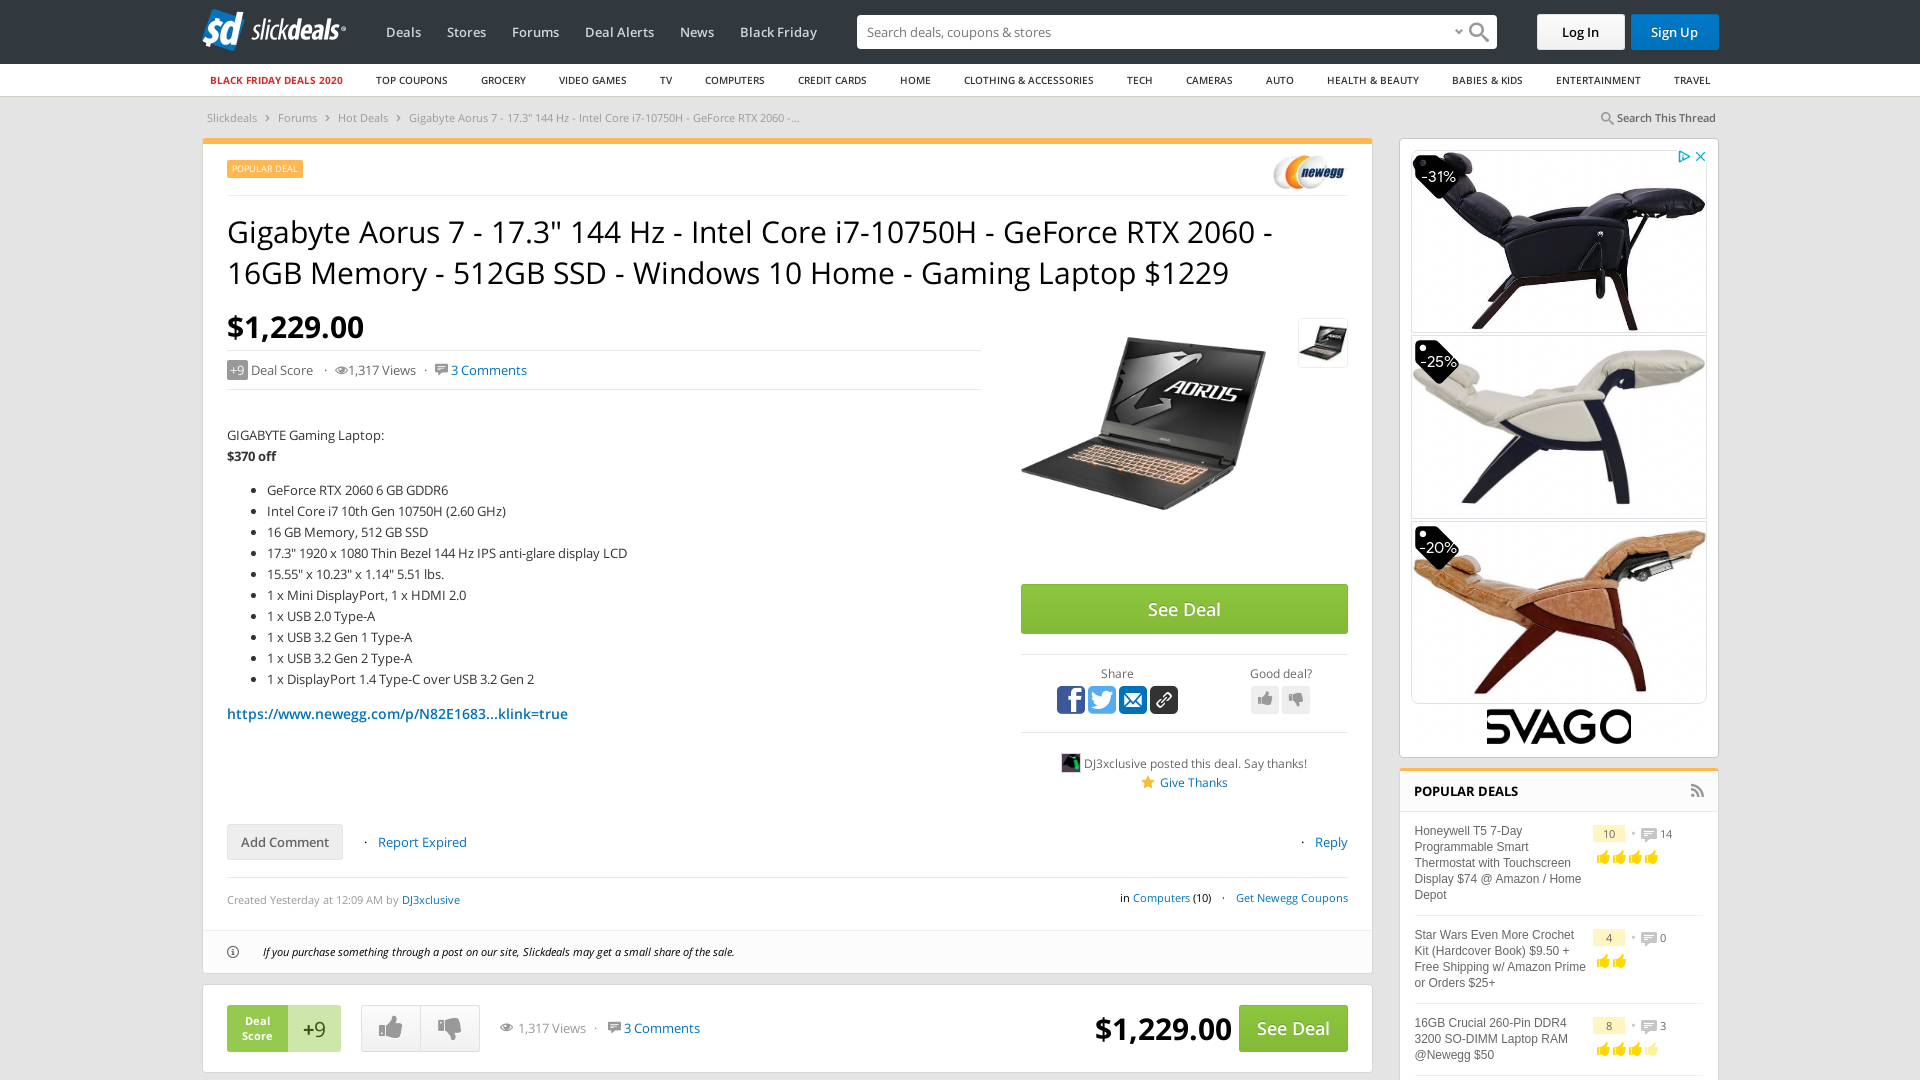 slickdeals
Deals
Stores
Forums
Deal Alerts
News
Black Friday
Search deals, coupons & stores
Log In
Sign Up
BLACK FRIDAY DEALS 2020
TOP COUPONS
GROCERY
VIDEO GAMES
TV
COMPUTERS
CREDIT CARDS
HOME
CLOTHING & ACCESSORIES
TECH
CAMERAS
AUTO
HEALTH & BEAUTY
BABIES & KIDS
ENTERTAINMENT
TRAVEL
Slickdeals › Forums › Hot Deals › Gigabyte Aorus 7 - 17.3" 144 Hz - Intel Core i7-10750H - GeForce RTX 2060 -...
Search This Thread
POPULAR DEAL
newegg
Gigabyte Aorus 7 - 17.3" 144 Hz - Intel Core i7-10750H - GeForce RTX 2060 -
16GB Memory - 512GB SSD - Windows 10 Home - Gaming Laptop $1229
$1,229.00
+9 Deal Score · 1,317 Views · 3 Comments
GIGABYTE Gaming Laptop:
$370 off
• GeForce RTX 2060 6 GB GDDR6
• Intel Core i7 10th Gen 10750H (2.60 GHz)
• 16 GB Memory, 512 GB SSD
• 17.3" 1920 x 1080 Thin Bezel 144 Hz IPS anti-glare display LCD
• 15.55" x 10.23" x 1.14" 5.51 lbs.
• 1 x Mini DisplayPort, 1 x HDMI 2.0
• 1 x USB 2.0 Type-A
• 1 x USB 3.2 Gen 1 Type-A
• 1 x USB 3.2 Gen 2 Type-A
• 1 x DisplayPort 1.4 Type-C over USB 3.2 Gen 2
https://www.newegg.com/p/N82E1683...klink=true
AORUS
See Deal
Share
Good deal?
DJ3xclusive posted this deal. Say thanks!
Give Thanks
Add Comment
· Report Expired
· Reply
Created Yesterday at 12:09 AM by DJ3xclusive
in Computers (10) · Get Newegg Coupons
If you purchase something through a post on our site, Slickdeals may get a small share of the sale.
Deal
Score
+9
1,317 Views · 3 Comments
$1,229.00
See Deal
-31%
-25%
-20%
SVAGO
POPULAR DEALS
Honeywell T5 7-Day
Programmable Smart
Thermostat with Touchscreen
Display $74 @ Amazon / Home
Depot
10 • 14
Star Wars Even More Crochet
Kit (Hardcover Book) $9.50 +
Free Shipping w/ Amazon Prime
or Orders $25+
4 • 0
16GB Crucial 260-Pin DDR4
3200 SO-DIMM Laptop RAM
@Newegg $50
8 • 3